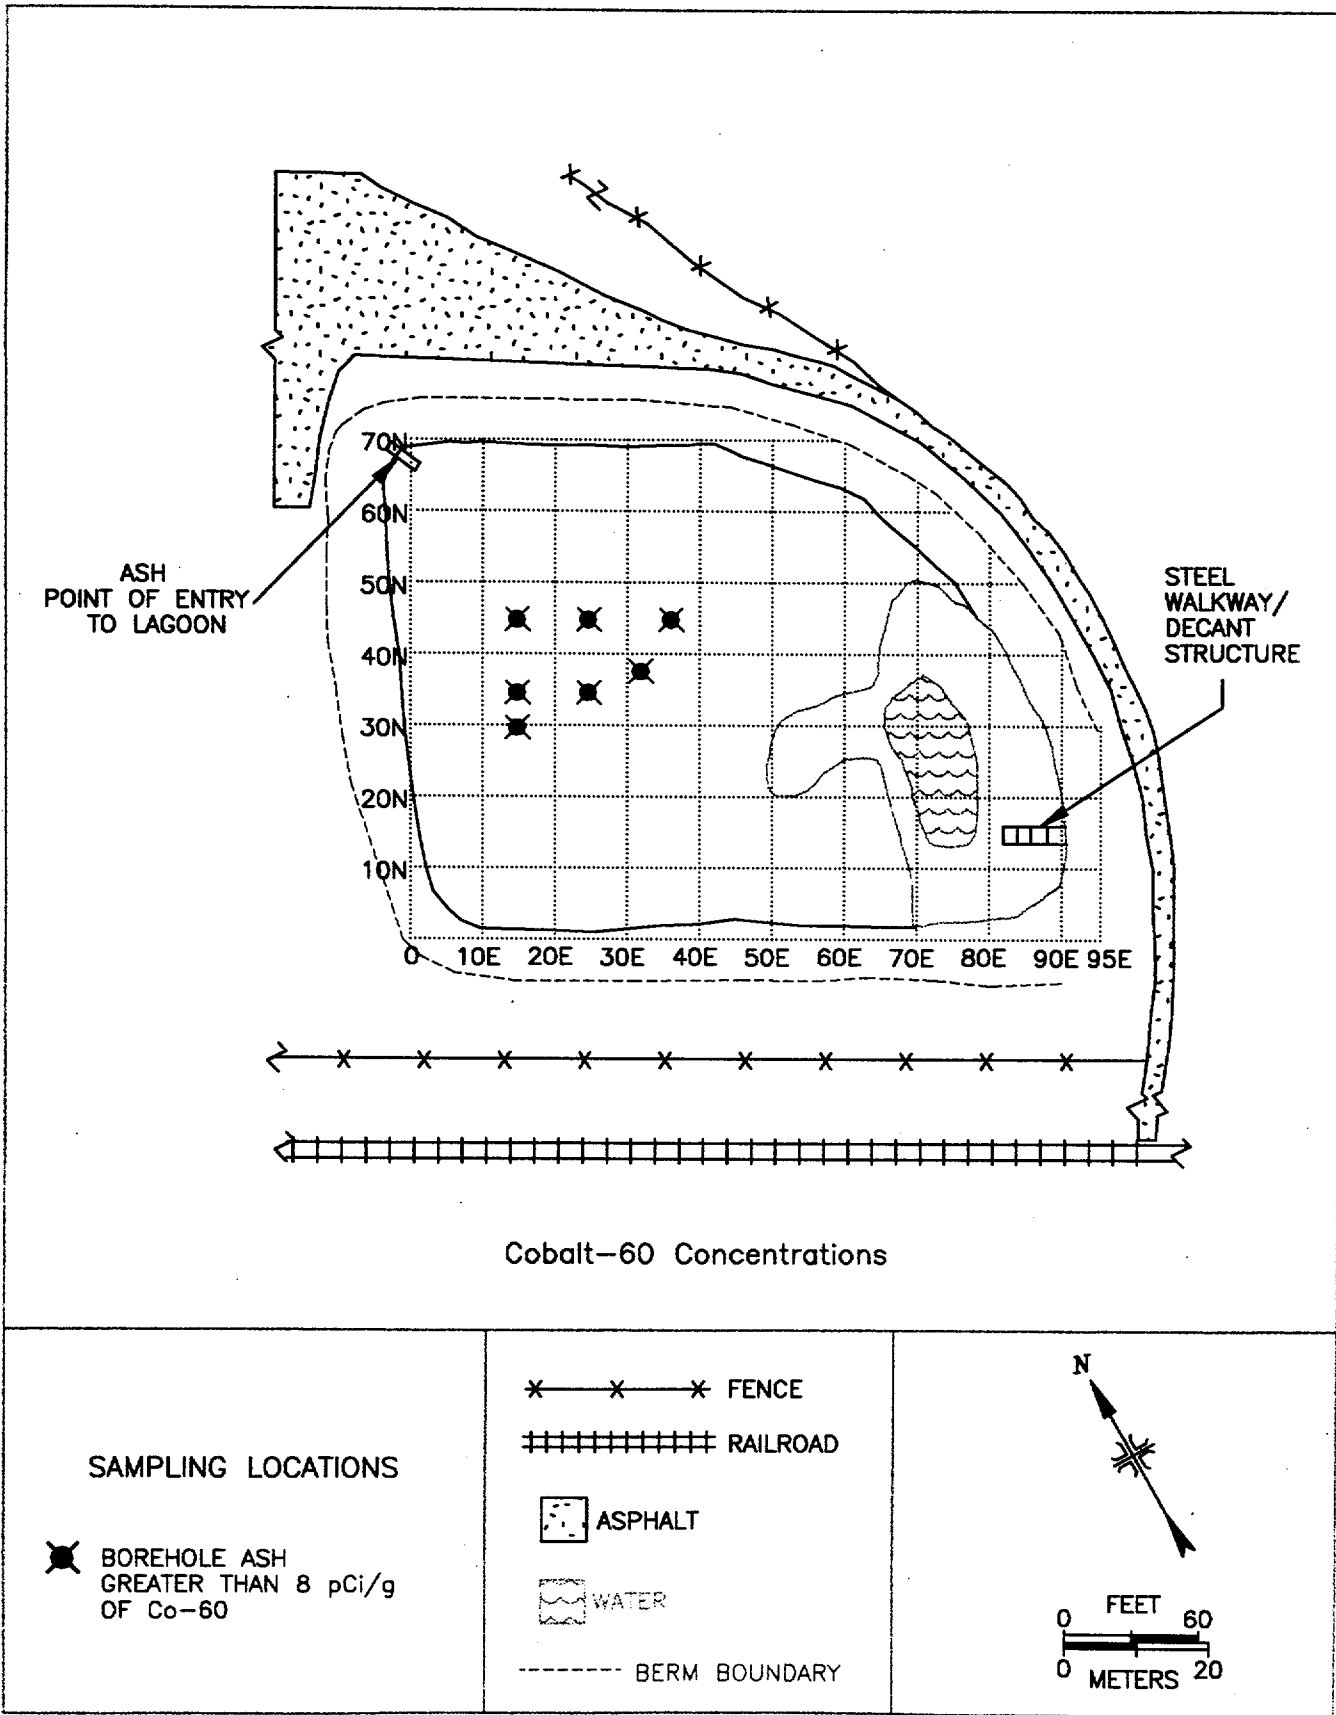 70N
60N
ASH
POINT OF ENTRY
TO LAGOON
50N
STEEL
WALKWAY/
DECANT
STRUCTURE
40N
30N
20N
10N
0 10E 20E 30E 40E 50E 60E 70E 80E 90E 95E
Cobalt-60 Concentrations
SAMPLING LOCATIONS
BOREHOLE ASH
GREATER THAN 8 pCi/g
OF Co-60
FENCE
RAILROAD
ASPHALT
WATER
BERM BOUNDARY
N
FEET
0 60
0 20
METERS